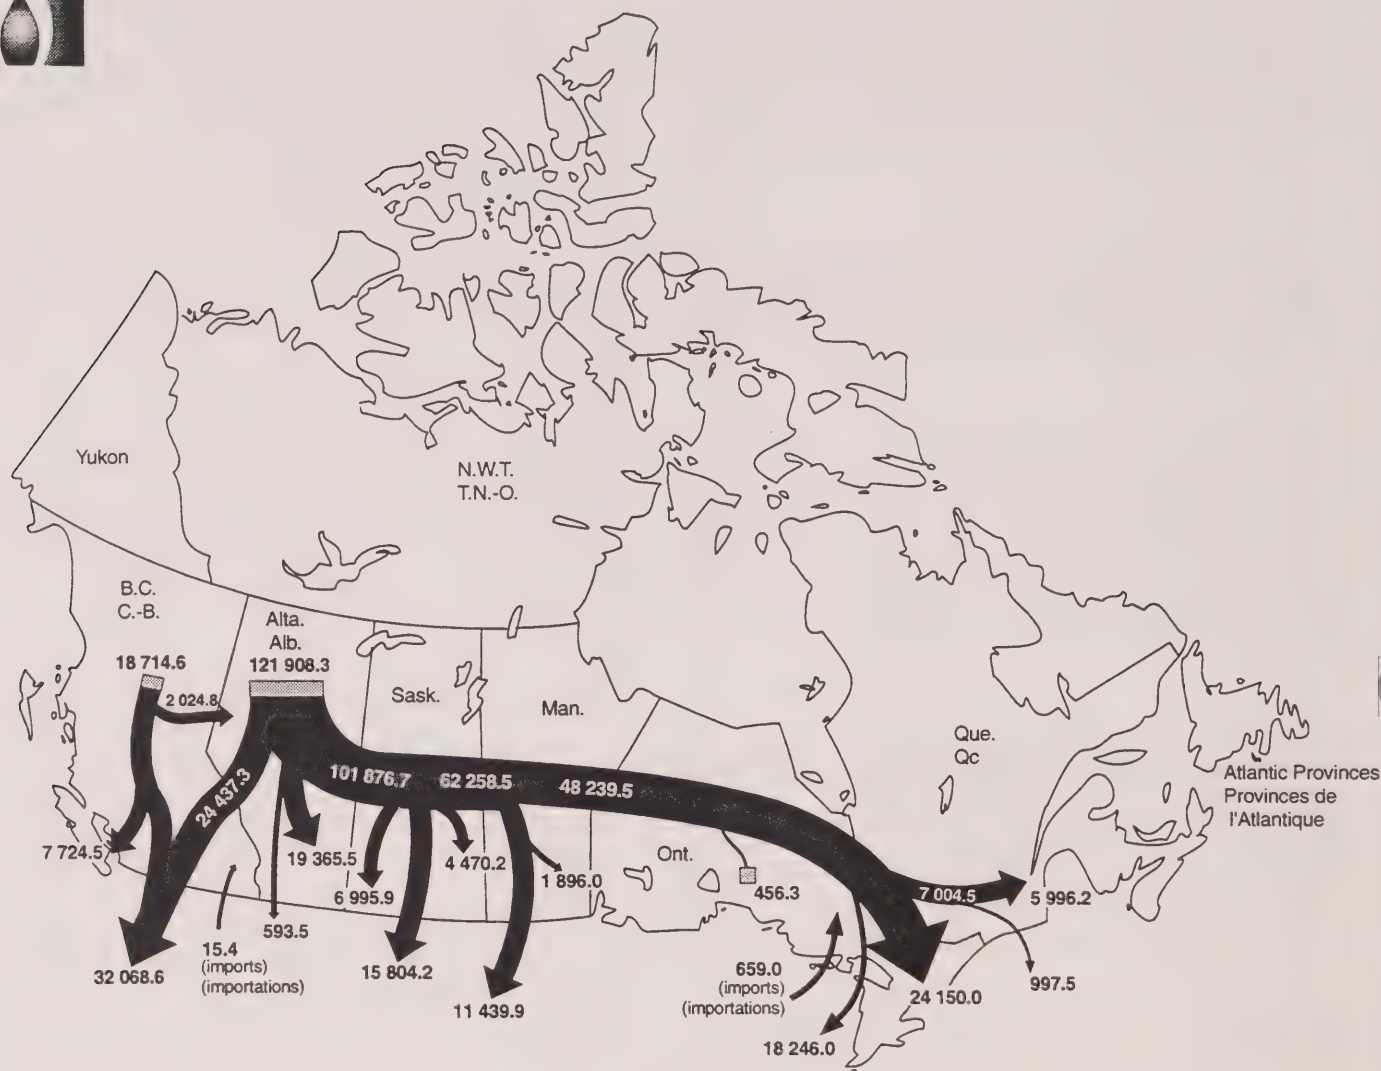 Yukon
N.W.T.
T.N.-O.
B.C.
C.-B.
18 714.6
2 024.8
Alta.
Alb.
121 908.3
Sask.
Man.
Que.
Qc
Atlantic Provinces
Provinces de
l'Atlantique
24 437.3
101 876.7
62 258.5
48 239.5
7 724.5
19 365.5
4 470.2
6 995.9
1 896.0
Ont.
456.3
7 004.5
5 996.2
593.5
15.4
(imports)
(importations)
32 068.6
15 804.2
11 439.9
659.0
(imports)
(importations)
18 246.0
24 150.0
997.5